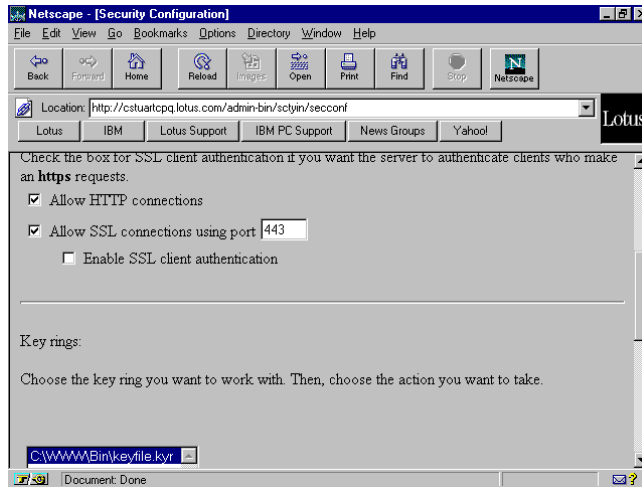 Netscape - [Security Configuration]
File Edit View Go Bookmarks Options Directory Window Help
Back Forward Home Reload Images Open Print Find Stop Netscape
N
Location: http://cstuartcpq.lotus.com/admin-bin/sctyin/secconf
Lotus
Lotus IBM Lotus Support IBM PC Support News Groups Yahoo!
Check the box for SSL client authentication if you want the server to authenticate clients who make
an https requests.
Allow HTTP connections
Allow SSL connections using port 443
Enable SSL client authentication
Key rings:
Choose the key ring you want to work with. Then, choose the action you want to take.
C:\WWW\Bin\keyfile.kyr
Document: Done